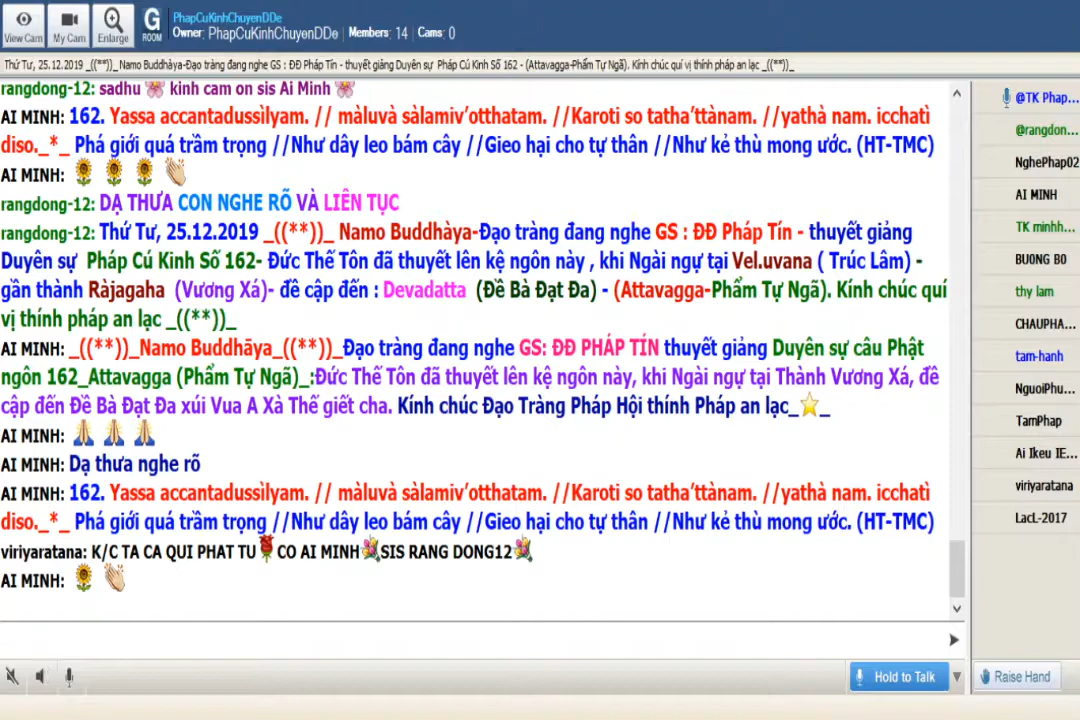 PhapCuKinhChuyenDDe
Owner: PhapCuKinhChuyenDDe | Members: 14 | Cams: 0
View Cam My Cam Enlarge G ROOM
Thứ Tư, 25.12.2019 _((**))_ Namo Buddhàya-Đạo tràng đang nghe GS : ĐĐ Pháp Tín - thuyết giảng Duyên sự Pháp Cú Kinh Số 162 - (Attavagga-Phẩm Tự Ngã). Kính chúc quí vị thính pháp an lạc _((**))_
rangdong-12: sadhu 🌸 kinh cam on sis Ai Minh 🌸
AI MINH: 162. Yassa accantadussìlyam. // màluvà sàlamiv’otthatam. //Karoti so tatha’ttànam. //yathà nam. icchatì
diso._*_ Phá giới quá trầm trọng //Như dây leo bám cây //Gieo hại cho tự thân //Như kẻ thù mong ước. (HT-TMC)
AI MINH: 🌻 🌻 🌻 👏
rangdong-12: DẠ THƯA CON NGHE RÕ VÀ LIÊN TỤC
rangdong-12: Thứ Tư, 25.12.2019 _((**))_ Namo Buddhàya-Đạo tràng đang nghe GS : ĐĐ Pháp Tín - thuyết giảng
Duyên sự Pháp Cú Kinh Số 162- Đức Thế Tôn đã thuyết lên kệ ngôn này , khi Ngài ngự tại Vel.uvana ( Trúc Lâm) -
gần thành Ràjagaha (Vương Xá)- đề cập đến : Devadatta (Đề Bà Đạt Đa) - (Attavagga-Phẩm Tự Ngã). Kính chúc quí
vị thính pháp an lạc _((**))_
AI MINH: _((**))_Namo Buddhāya_((**))_Đạo tràng đang nghe GS: ĐĐ PHÁP TÍN thuyết giảng Duyên sự câu Phật
ngôn 162_Attavagga (Phẩm Tự Ngã)_:Đức Thế Tôn đã thuyết lên kệ ngôn này, khi Ngài ngự tại Thành Vương Xá, đề
cập đến Đề Bà Đạt Đa xúi Vua A Xà Thế giết cha. Kính chúc Đạo Tràng Pháp Hội thính Pháp an lạc_⭐_
AI MINH: 🙏 🙏 🙏
AI MINH: Dạ thưa nghe rõ
AI MINH: 162. Yassa accantadussìlyam. // màluvà sàlamiv’otthatam. //Karoti so tatha’ttànam. //yathà nam. icchatì
diso._*_ Phá giới quá trầm trọng //Như dây leo bám cây //Gieo hại cho tự thân //Như kẻ thù mong ước. (HT-TMC)
viriyaratana: K/C TA CA QUI PHAT TU🌹CO AI MINH💐SIS RANG DONG12💐
AI MINH: 🌻 👏
@TK Phap...
@rangdon...
NghePhap02
AI MINH
TK minhh...
BU0NG B0
thy lam
CHAUPHA...
tam-hanh
NguoiPhu...
TamPhap
Ai Ikeu IE...
viriyaratana
LacL-2017
Hold to Talk
Raise Hand